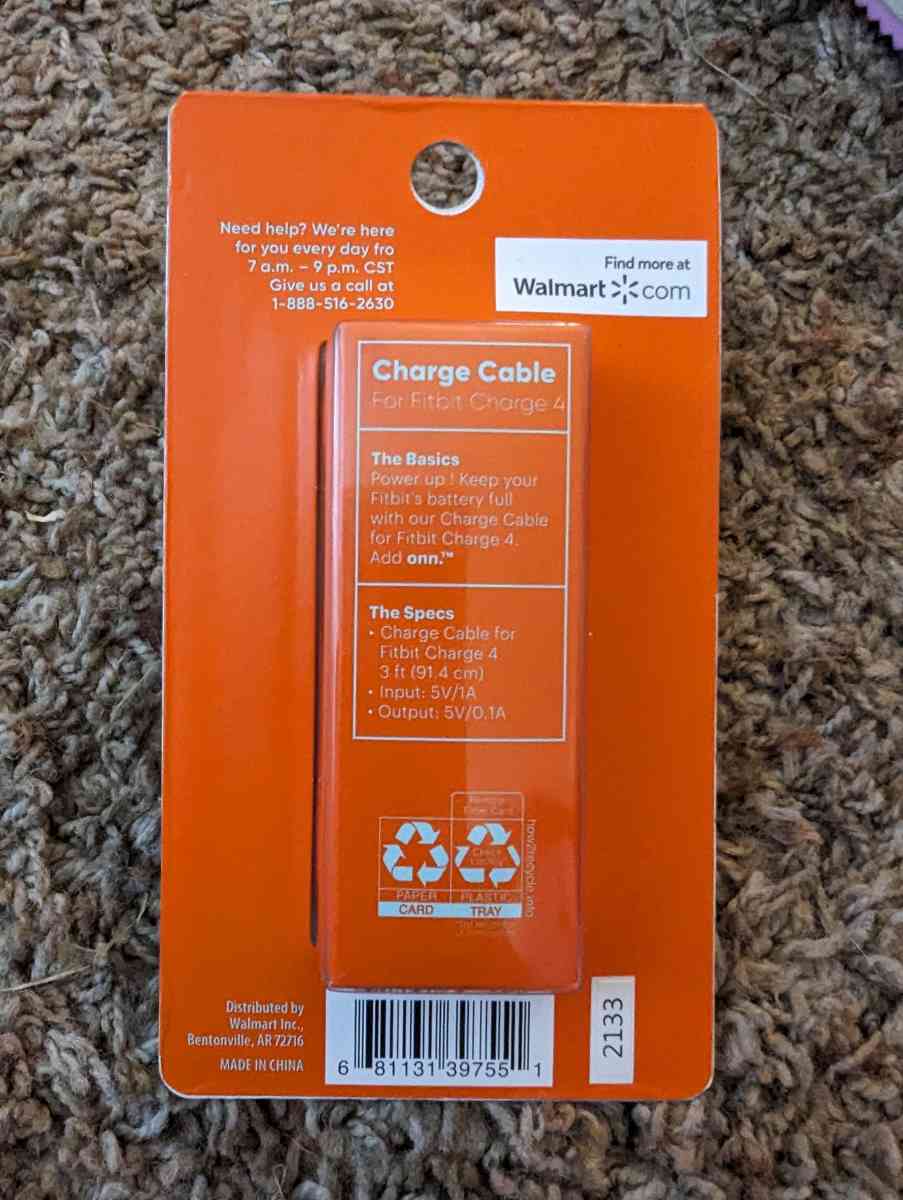 Need help? We're here
for you every day fro
7 a.m. – 9 p.m. CST
Give us a call at
1-888-516-2630
Find more at
Walmart com
Charge Cable
For Fitbit Charge 4
The Basics
Power up ! Keep your
Fitbit's battery full
with our Charge Cable
for Fitbit Charge 4.
Add onn.™
The Specs
• Charge Cable for
Fitbit Charge 4
3 ft (91.4 cm)
• Input: 5V/1A
• Output: 5V/0.1A
how2recycle.info
PAPER
CARD
PLASTIC
TRAY
Distributed by
Walmart Inc.,
Bentonville, AR 72716
MADE IN CHINA
6 81131 39755 1
2133